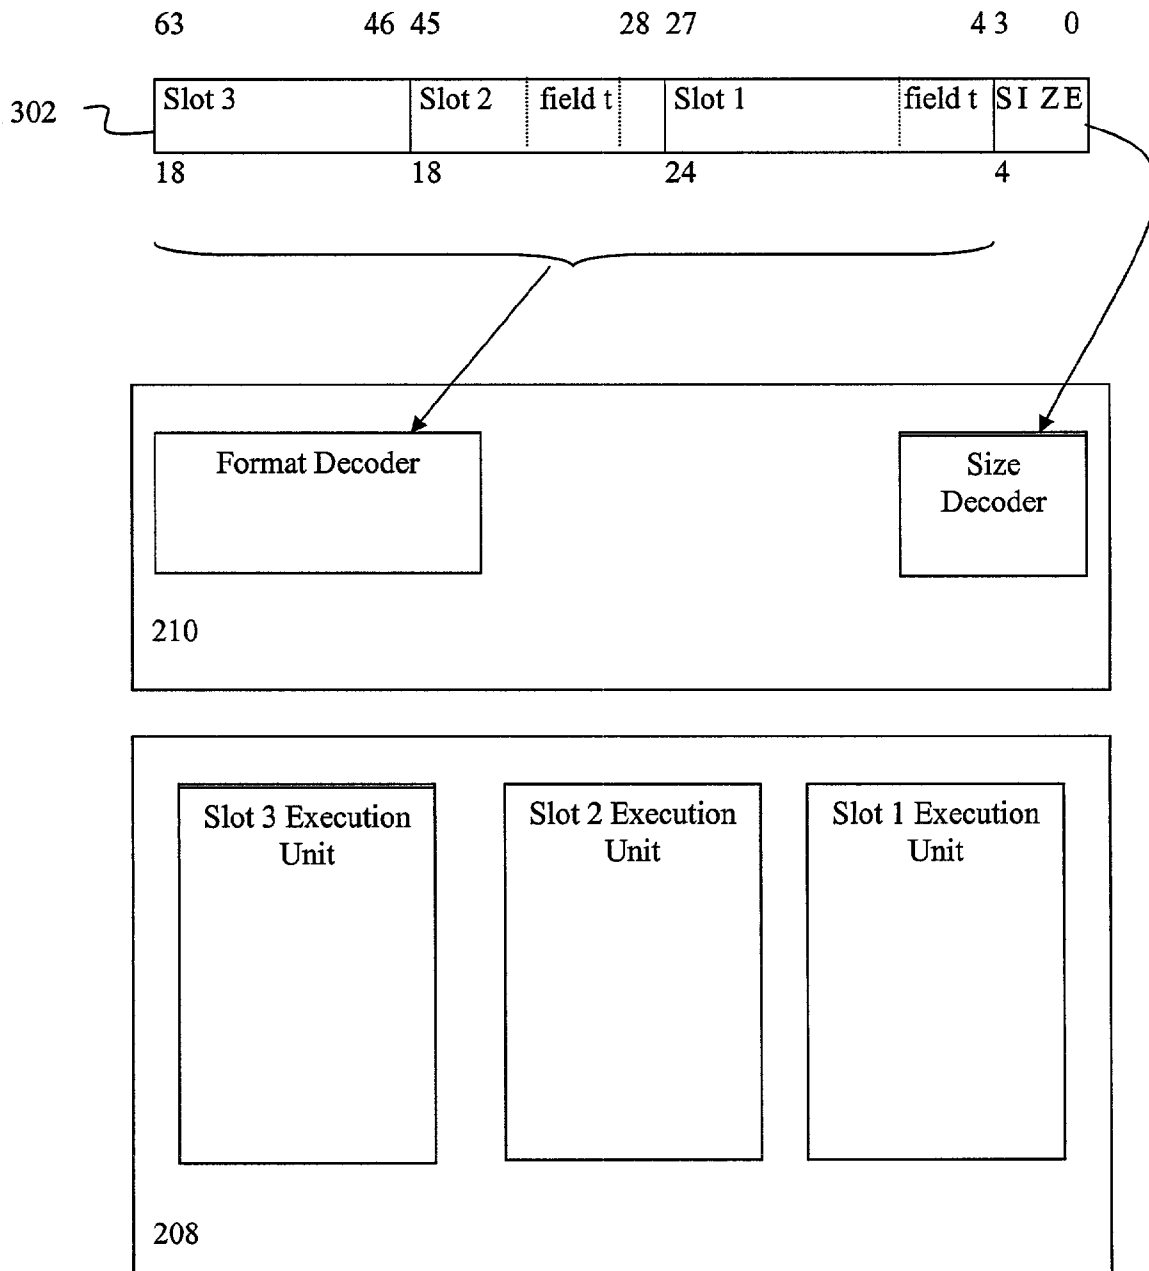 63 46 45 28 27 4 3 0
302
Slot 3 Slot 2 field t Slot 1 field t SIZE
18 18 24 4
Format Decoder
Size
Decoder
210
Slot 3 Execution
Unit
Slot 2 Execution
Unit
Slot 1 Execution
Unit
208